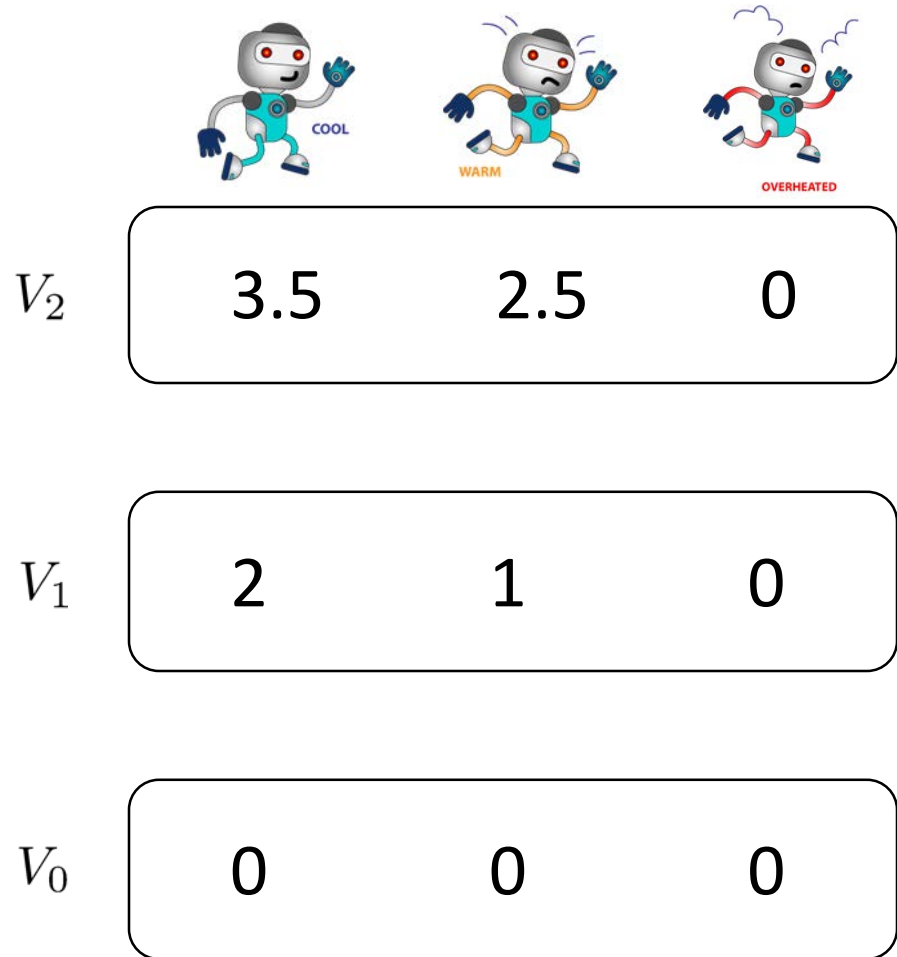 COOL
WARM
OVERHEATED
V₂ 3.5 2.5 0
V₁ 2 1 0
V₀ 0 0 0